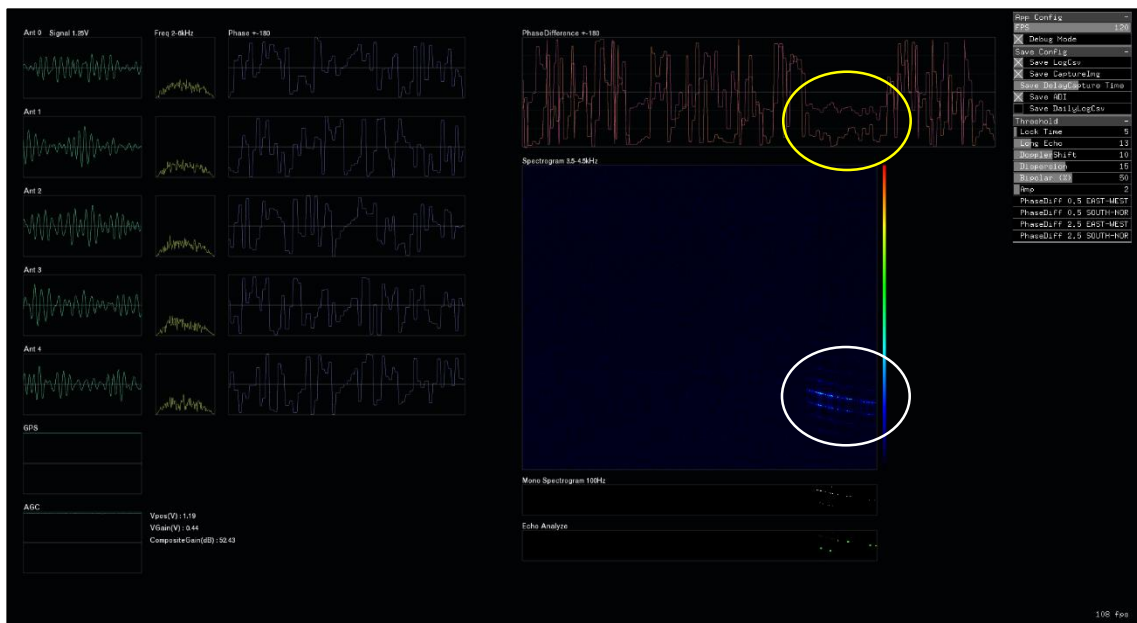 Ant 0 Signal 1.25V
Freq 2-6kHz
Phase +-180
Ant 1
Ant 2
Ant 3
Ant 4
GPS
AGC
Vpos(V) : 1.19
VGain(V) : 0.44
CompositeGain(dB) : 52.43
PhaseDifference +-180
Spectrogram 3.5-4.5kHz
Mono Spectrogram 100Hz
Echo Analyze
App Config -
FPS 120
Debug Mode
Save Config -
Save LogCsv
Save CaptureImg
Save DelayCapture Time
Save ADI
Save DailyLogCsv
Threshold -
Lock Time 5
Long Echo 13
Doppler Shift 10
Dispersion 15
Bipolar (%) 50
Amp 2
PhaseDiff 0.5 EAST-WEST
PhaseDiff 0.5 SOUTH-NOR
PhaseDiff 2.5 EAST-WEST
PhaseDiff 2.5 SOUTH-NOR
108 fps